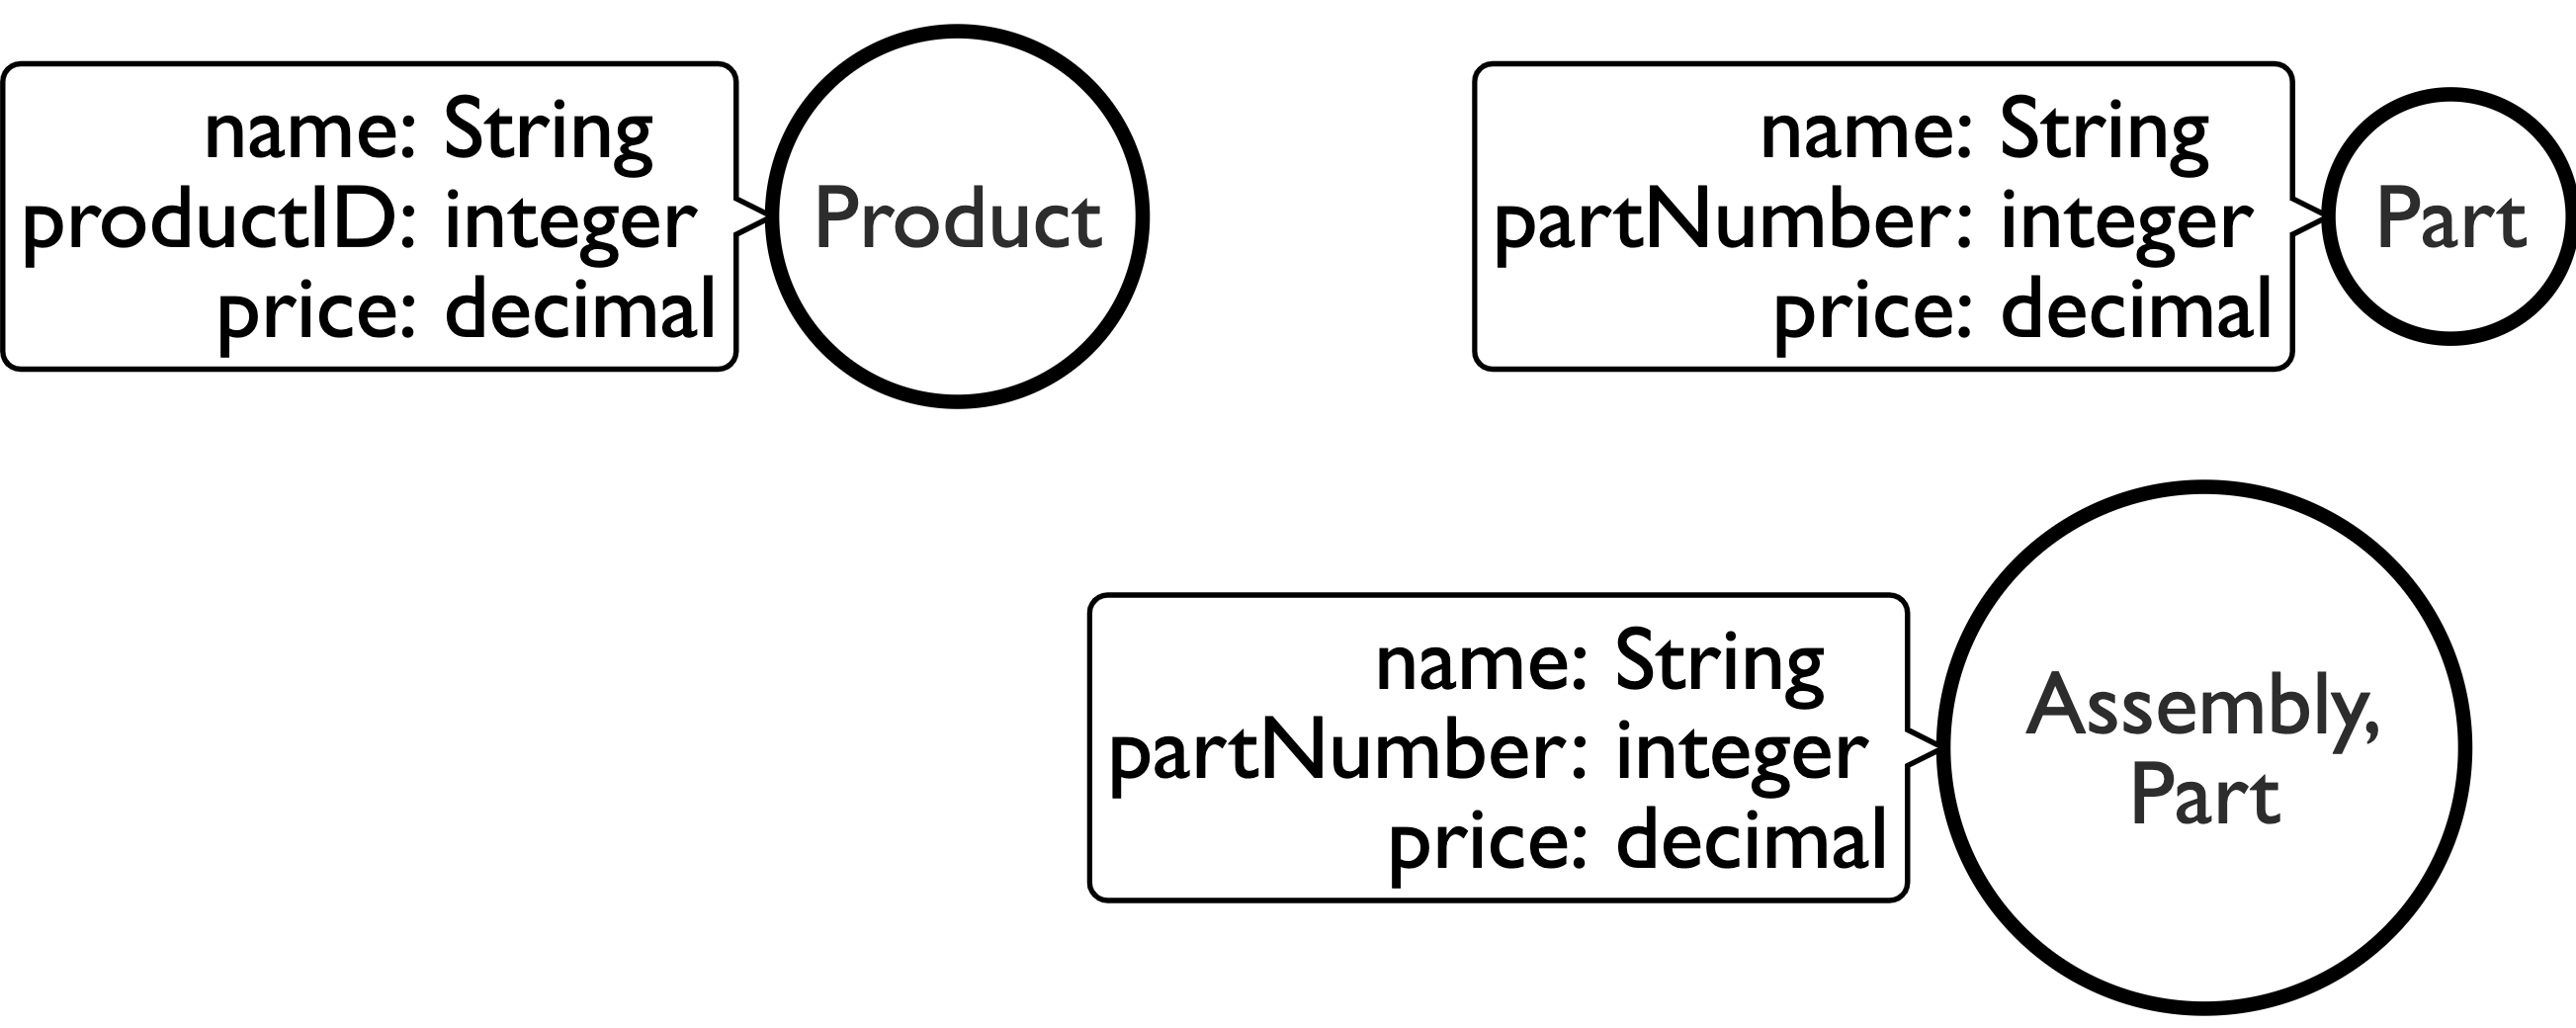 name: String
productID: integer
price: decimal
Product
name: String
partNumber: integer
price: decimal
Part
name: String
partNumber: integer
price: decimal
Assembly,
Part